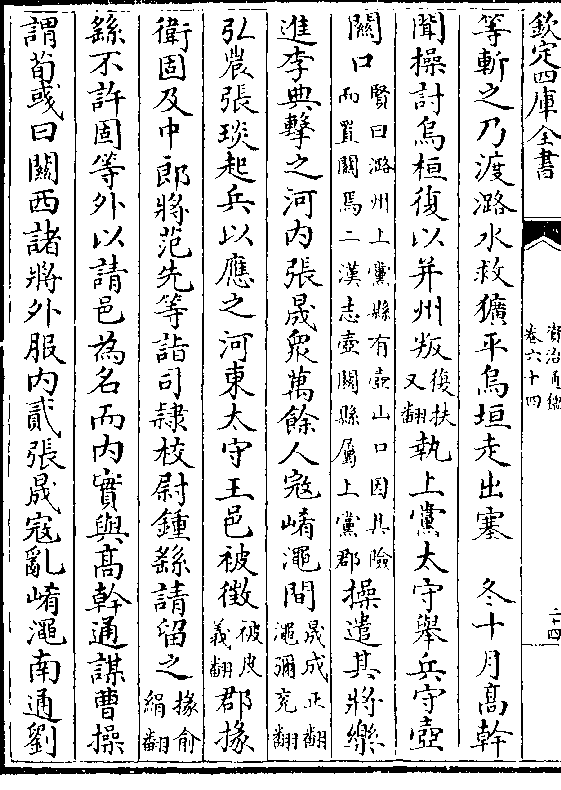 欽定四庫全書
資治通鑑
卷六十四
二十四
等斬之乃渡潞水救獷平烏垣走出塞　冬十月髙幹
聞操討烏桓復以并州叛復扶又翻執上黨太守舉兵守壺
關口賢曰潞州上黨縣有壺山口因其險而置關焉二漢志壺關縣屬上黨郡操遣其將樂
進李典擊之河内張晟衆萬餘人寇崤澠間晟成正翻澠彌兖翻
弘農張琰起兵以應之河東太守王邑被徵被皮義翻郡掾
衛固及中郎將范先等詣司隷校尉鍾繇請留之掾俞絹翻
繇不許固等外以請邑為名而内實與髙幹通謀曹操
謂荀彧曰關西諸將外服内貳張晟寇亂崤澠南通劉